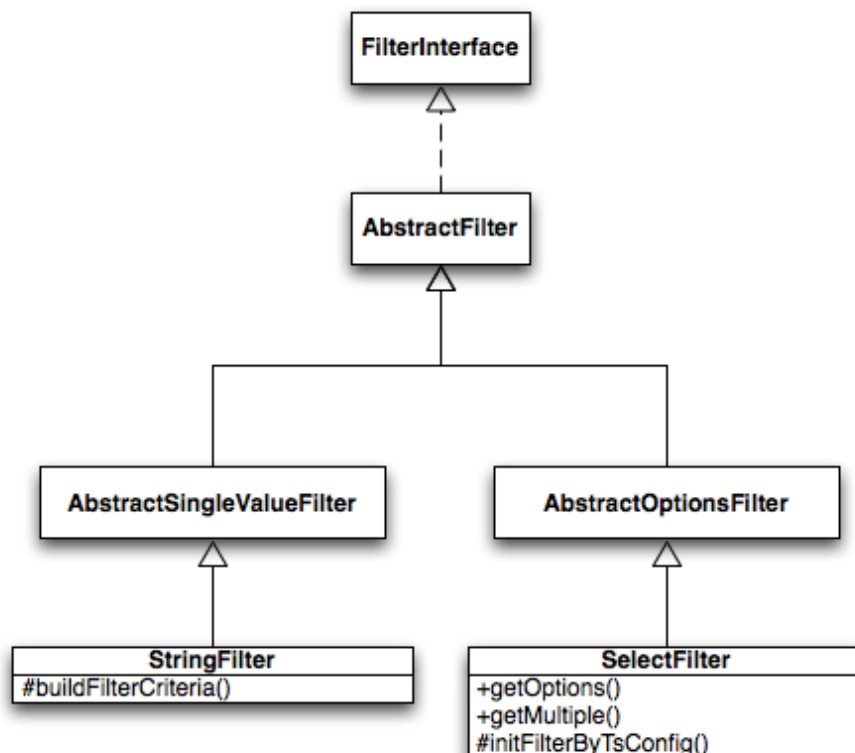 FilterInterface
AbstractFilter
AbstractSingleValueFilter
AbstractOptionsFilter
StringFilter
#buildFilterCriteria()
SelectFilter
+getOptions()
+getMultiple()
#initFilterByTsConfig()